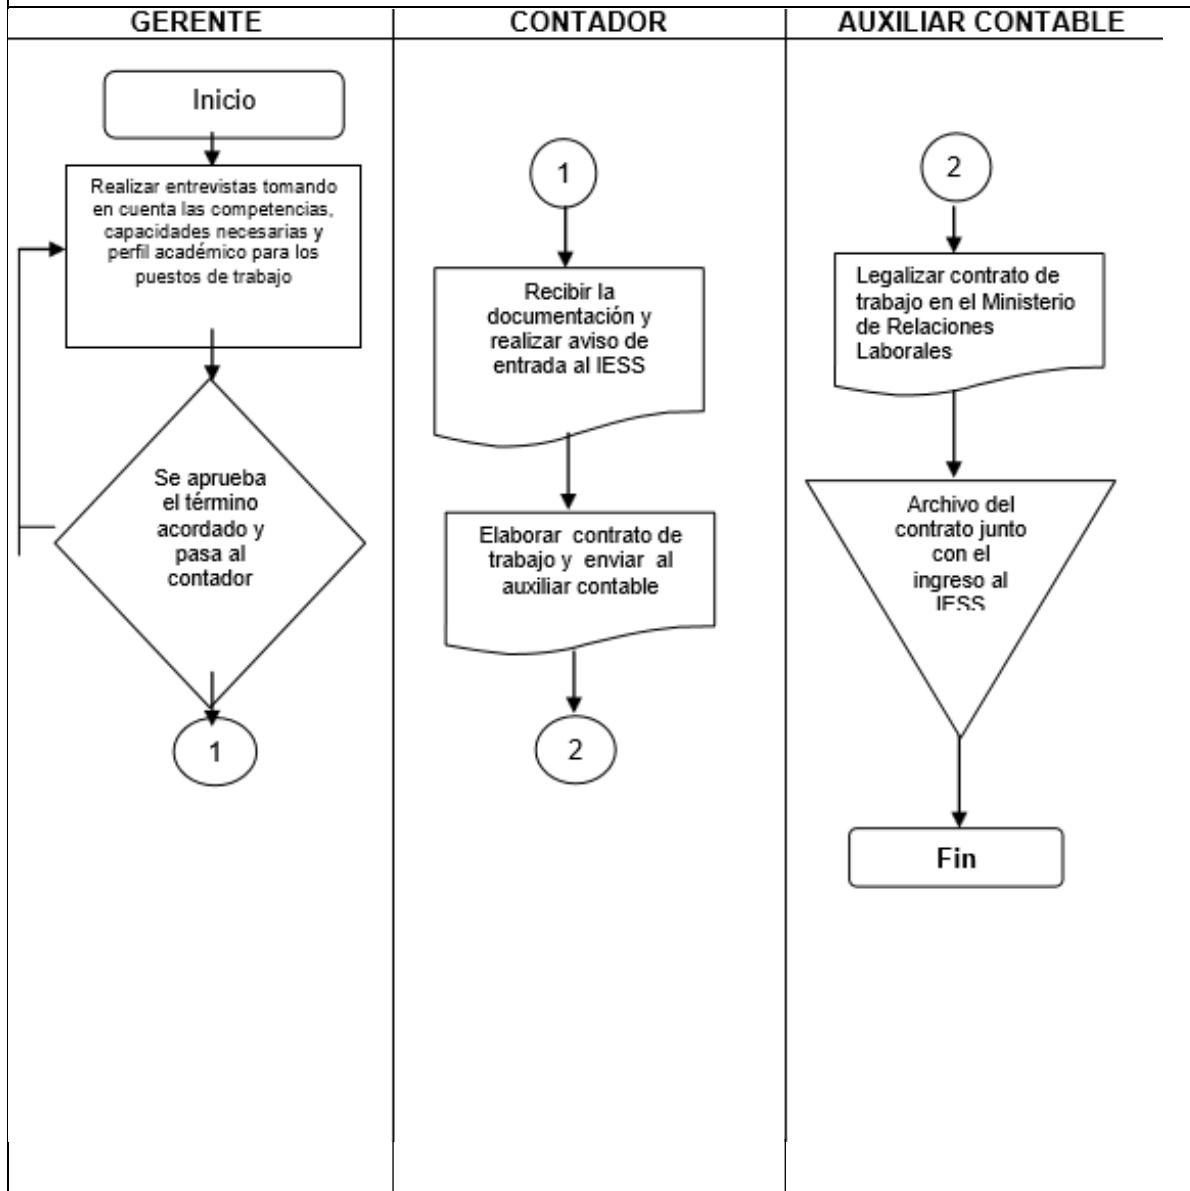 GERENTE
CONTADOR
AUXILIAR CONTABLE
Inicio
Realizar entrevistas tomando
en cuenta las competencias,
capacidades necesarias y
perfil académico para los
puestos de trabajo
Se aprueba
el término
acordado y
pasa al
contador
1
1
Recibir la
documentación y
realizar aviso de
entrada al IESS
Elaborar contrato de
trabajo y enviar al
auxiliar contable
2
2
Legalizar contrato de
trabajo en el Ministerio
de Relaciones
Laborales
Archivo del
contrato junto
con el
ingreso al
IESS
Fin